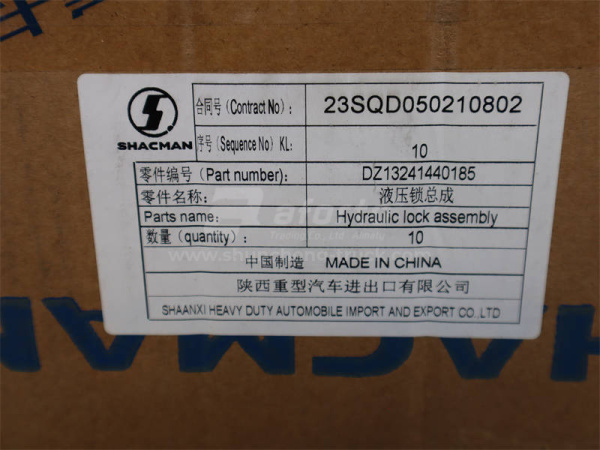 SHACMAN
合同号 (Contract No)： 23SQD050210802
序号 (Sequence No) KL: 10
零件编号 (Part number) DZ13241440185
零件名称： 液压锁总成
Parts name: Hydraulic lock assembly
数量 (quantity)： 10
中国制造 MADE IN CHINA
陕西重型汽车进出口有限公司
SHAANXI HEAVY DUTY AUTOMOBILE IMPORT AND EXPORT CO.,LTD
HACMAN